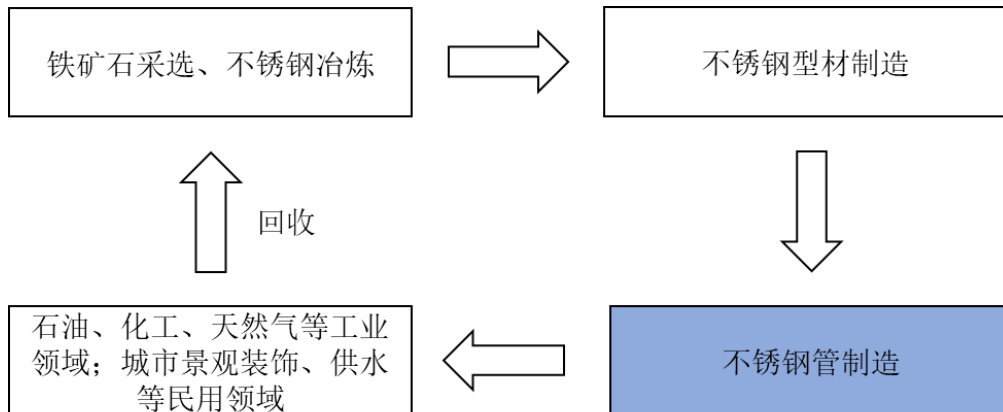 铁矿石采选、不锈钢冶炼
不锈钢型材制造
回收
石油、化工、天然气等工业
领域；城市景观装饰、供水
等民用领域
不锈钢管制造